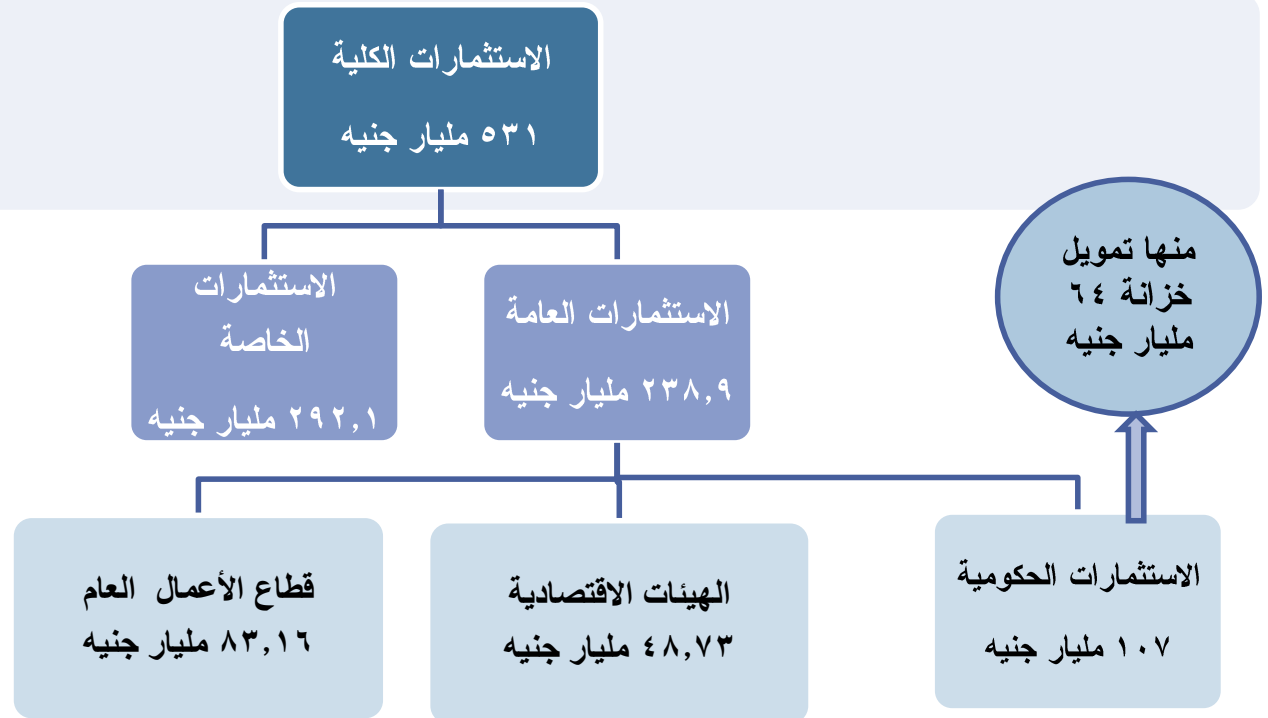 الاستثمارات الكلية
٥٣١ مليار جنيه
منها تمويل
خزانة ٦٤
مليار جنيه
الاستثمارات العامة
٢٣٨,٩ مليار جنيه
الاستثمارات
الخاصة
٢٩٢,١ مليار جنيه
الاستثمارات الحكومية
١٠٧ مليار جنيه
الهيئات الاقتصادية
٤٨,٧٣ مليار جنيه
قطاع الأعمال العام
٨٣,١٦ مليار جنيه